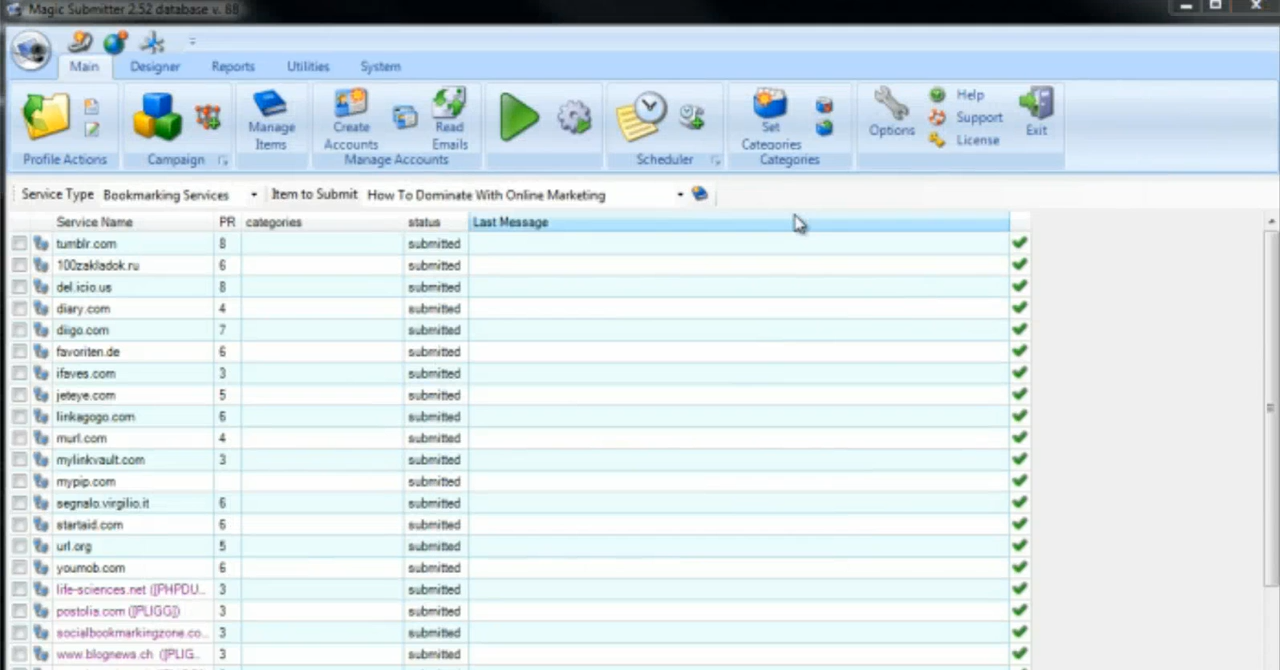 Magic Submitter 2.52 database v. 88
Main Designer Reports Utilities System
Manage Items
Create Accounts
Read Emails
Set Categories
Options
Help
Support
License
Exit
Profile Actions Campaign Manage Accounts Scheduler Categories
Service Type Bookmarking Services Item to Submit How To Dominate With Online Marketing
Service Name PR categories status Last Message
tumblr.com 8 submitted
100zakladok.ru 6 submitted
del.icio.us 8 submitted
diary.com 4 submitted
diigo.com 7 submitted
favoriten.de 6 submitted
ifaves.com 3 submitted
jeteye.com 5 submitted
linkagogo.com 6 submitted
murl.com 4 submitted
mylinkvault.com 3 submitted
mypip.com submitted
segnalo.virgilio.it 6 submitted
startaid.com 6 submitted
url.org 5 submitted
youmob.com 6 submitted
life-sciences.net ([PHPDU... 3 submitted
postolia.com ([PLIGG]) 3 submitted
socialbookmarkingzone.co... 3 submitted
www.blognews.ch ([PLIG... 3 submitted